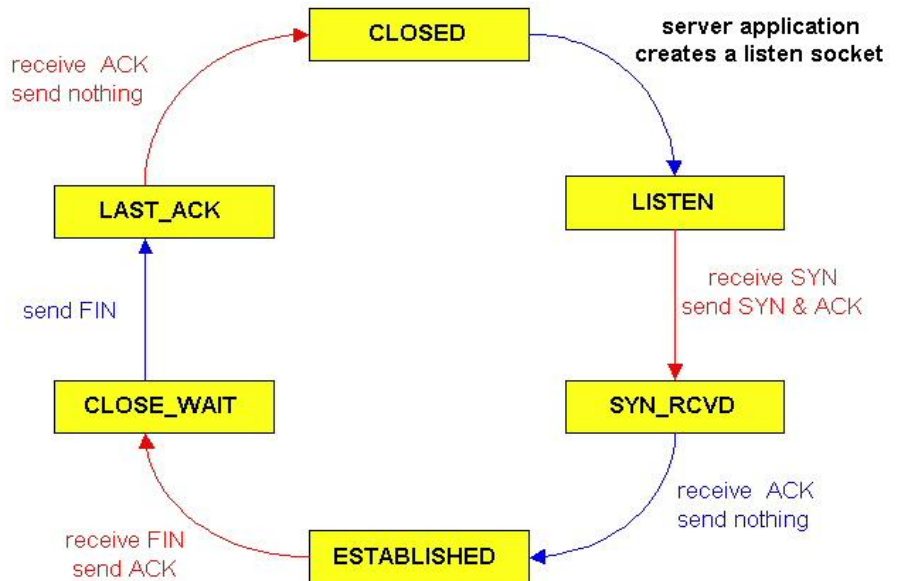 CLOSED
server application
creates a listen socket
LISTEN
receive SYN
send SYN & ACK
SYN_RCVD
receive ACK
send nothing
ESTABLISHED
receive FIN
send ACK
CLOSE_WAIT
send FIN
LAST_ACK
receive ACK
send nothing